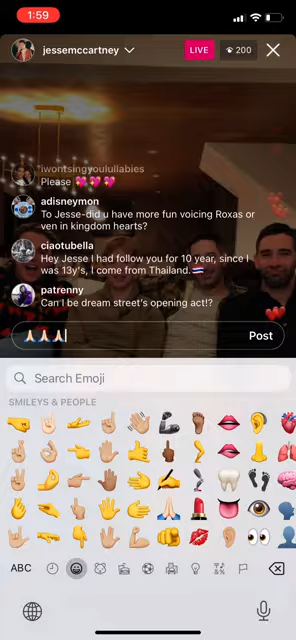 1:59
jessemccartney
LIVE
200
iwontsingyoulullabies
Please
adisneymon
To Jesse-did u have more fun voicing Roxas or
ven in kingdom hearts?
ciaotubella
Hey Jesse I had follow you for 10 year, since I
was 13y's, I come from Thailand.🇹🇭
patrenny
Can I be dream street's opening act!?
Post
Search Emoji
SMILEYS & PEOPLE
ABC